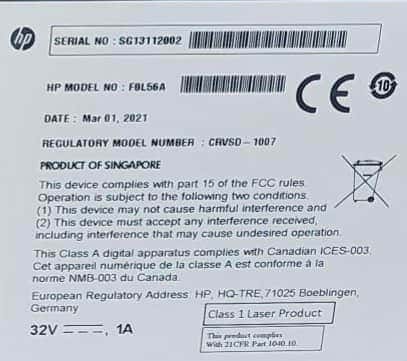 hp
SERIAL NO : SG13112002
HP MODEL NO : F0L56A
CE
10
DATE : Mar 01, 2021
REGULATORY MODEL NUMBER : CRVSD-1007
PRODUCT OF SINGAPORE
This device complies with part 15 of the FCC rules.
Operation is subject to the following two conditions.
(1) This device may not cause harmful interference and
(2) This device must accept any interference received,
including interference that may cause undesired operation.
This Class A digital apparatus complies with Canadian ICES-003.
Cet appareil numérique de la classe A est conforme à la
norme NMB-003 du Canada.
European Regulatory Address: HP, HQ-TRE, 71025 Boeblingen,
Germany
Class 1 Laser Product
32V ⎓, 1A
This product complies
With 21CFR Part 1040.10.